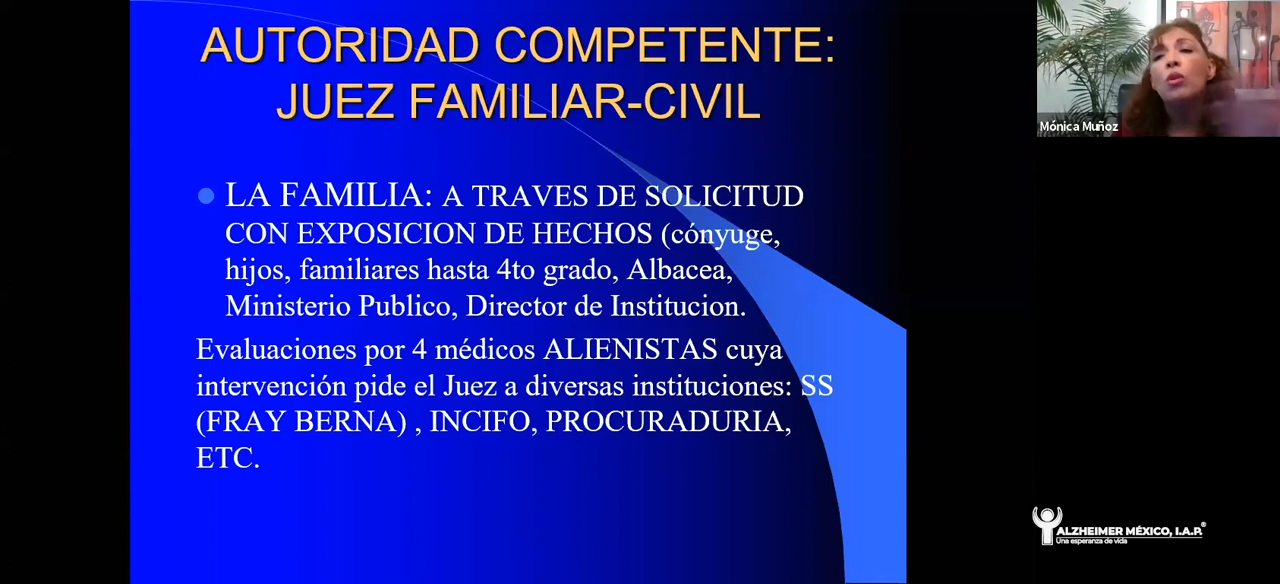 AUTORIDAD COMPETENTE:
JUEZ FAMILIAR-CIVIL
LA FAMILIA: A TRAVES DE SOLICITUD
CON EXPOSICION DE HECHOS (cónyuge,
hijos, familiares hasta 4to grado, Albacea,
Ministerio Publico, Director de Institucion.
Evaluaciones por 4 médicos ALIENISTAS cuya
intervención pide el Juez a diversas instituciones: SS
(FRAY BERNA) , INCIFO, PROCURADURIA,
ETC.
Mónica Muñoz
ALZHEIMER MÉXICO, I.A.P.®
Una esperanza de vida